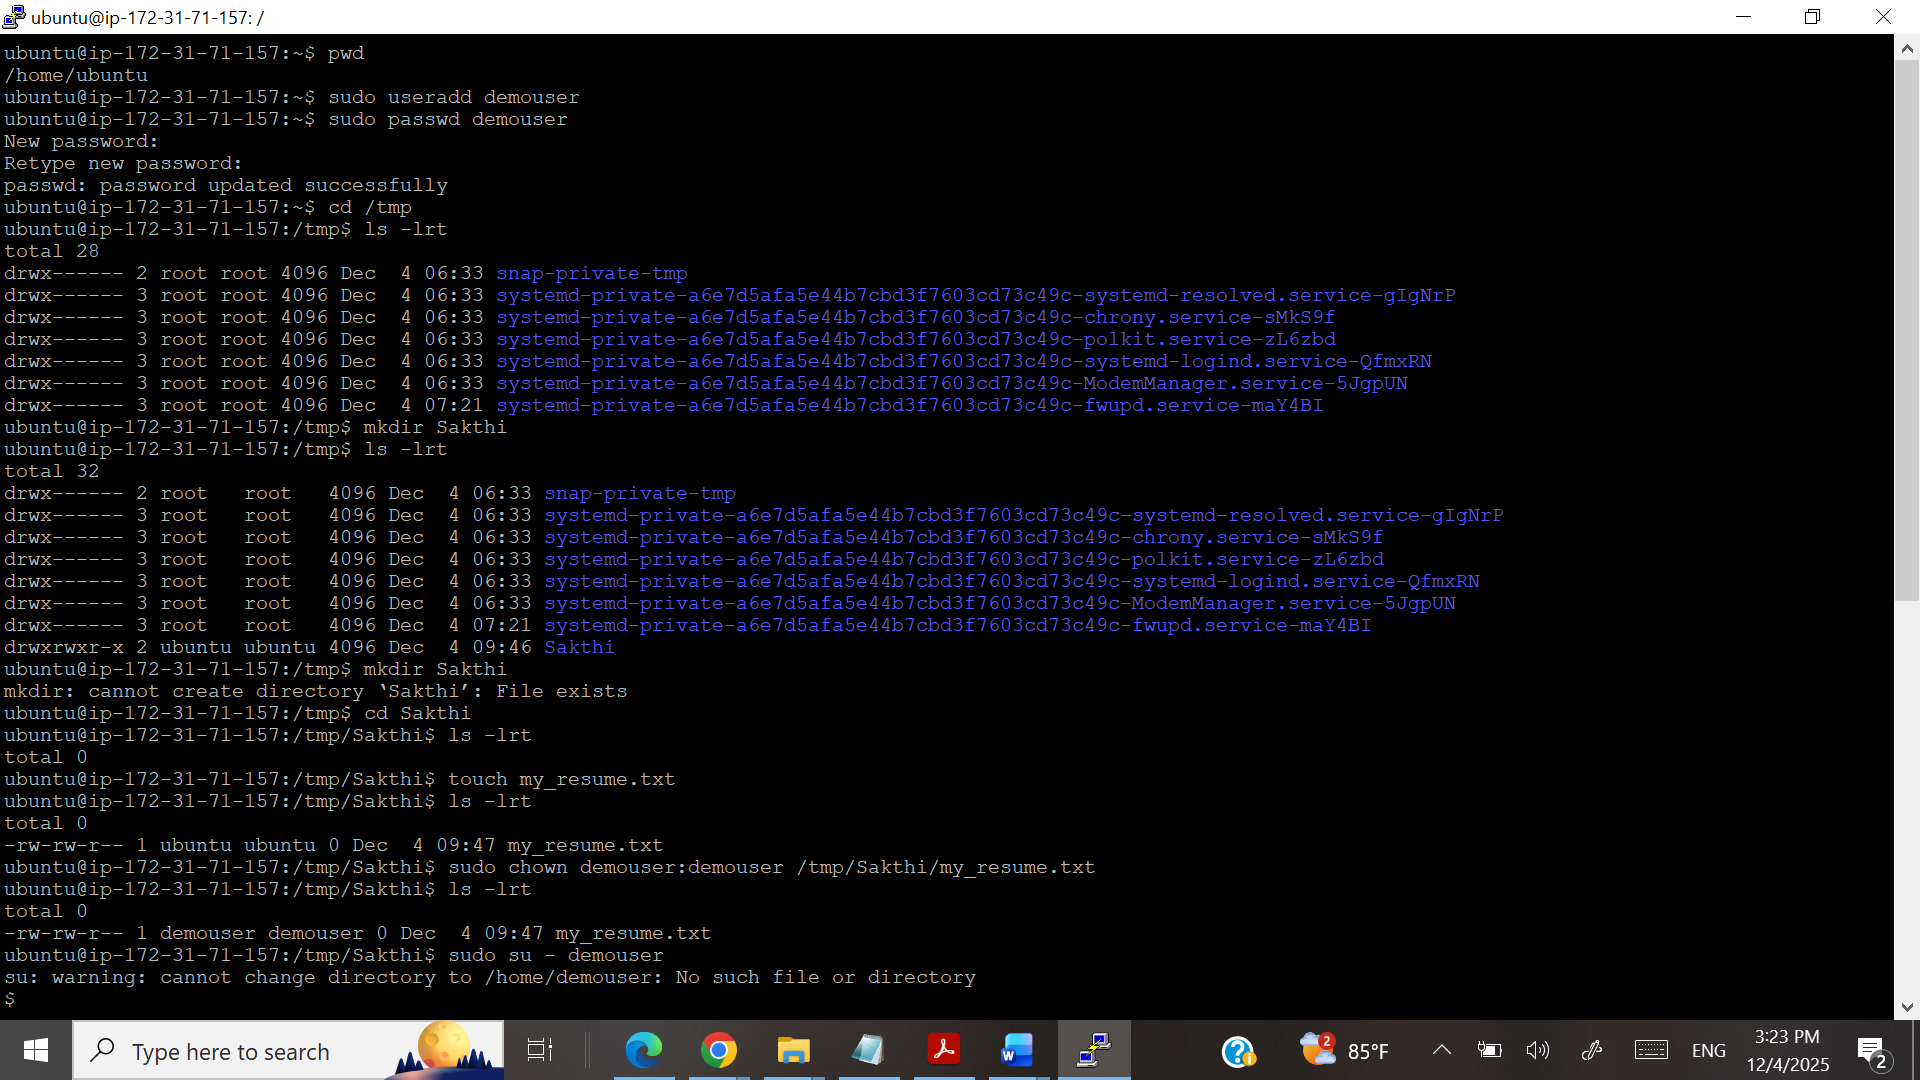 ubuntu@ip-172-31-71-157: /
ubuntu@ip-172-31-71-157:~$ pwd
/home/ubuntu
ubuntu@ip-172-31-71-157:~$ sudo useradd demouser
ubuntu@ip-172-31-71-157:~$ sudo passwd demouser
New password:
Retype new password:
passwd: password updated successfully
ubuntu@ip-172-31-71-157:~$ cd /tmp
ubuntu@ip-172-31-71-157:/tmp$ ls -lrt
total 28
drwx------ 2 root root 4096 Dec  4 06:33 snap-private-tmp
drwx------ 3 root root 4096 Dec  4 06:33 systemd-private-a6e7d5afa5e44b7cbd3f7603cd73c49c-systemd-resolved.service-gIgNrP
drwx------ 3 root root 4096 Dec  4 06:33 systemd-private-a6e7d5afa5e44b7cbd3f7603cd73c49c-chrony.service-sMkS9f
drwx------ 3 root root 4096 Dec  4 06:33 systemd-private-a6e7d5afa5e44b7cbd3f7603cd73c49c-polkit.service-zL6zbd
drwx------ 3 root root 4096 Dec  4 06:33 systemd-private-a6e7d5afa5e44b7cbd3f7603cd73c49c-systemd-logind.service-QfmxRN
drwx------ 3 root root 4096 Dec  4 06:33 systemd-private-a6e7d5afa5e44b7cbd3f7603cd73c49c-ModemManager.service-5JgpUN
drwx------ 3 root root 4096 Dec  4 07:21 systemd-private-a6e7d5afa5e44b7cbd3f7603cd73c49c-fwupd.service-maY4BI
ubuntu@ip-172-31-71-157:/tmp$ mkdir Sakthi
ubuntu@ip-172-31-71-157:/tmp$ ls -lrt
total 32
drwx------ 2 root   root   4096 Dec  4 06:33 snap-private-tmp
drwx------ 3 root   root   4096 Dec  4 06:33 systemd-private-a6e7d5afa5e44b7cbd3f7603cd73c49c-systemd-resolved.service-gIgNrP
drwx------ 3 root   root   4096 Dec  4 06:33 systemd-private-a6e7d5afa5e44b7cbd3f7603cd73c49c-chrony.service-sMkS9f
drwx------ 3 root   root   4096 Dec  4 06:33 systemd-private-a6e7d5afa5e44b7cbd3f7603cd73c49c-polkit.service-zL6zbd
drwx------ 3 root   root   4096 Dec  4 06:33 systemd-private-a6e7d5afa5e44b7cbd3f7603cd73c49c-systemd-logind.service-QfmxRN
drwx------ 3 root   root   4096 Dec  4 06:33 systemd-private-a6e7d5afa5e44b7cbd3f7603cd73c49c-ModemManager.service-5JgpUN
drwx------ 3 root   root   4096 Dec  4 07:21 systemd-private-a6e7d5afa5e44b7cbd3f7603cd73c49c-fwupd.service-maY4BI
drwxrwxr-x 2 ubuntu ubuntu 4096 Dec  4 09:46 Sakthi
ubuntu@ip-172-31-71-157:/tmp$ mkdir Sakthi
mkdir: cannot create directory ‘Sakthi’: File exists
ubuntu@ip-172-31-71-157:/tmp$ cd Sakthi
ubuntu@ip-172-31-71-157:/tmp/Sakthi$ ls -lrt
total 0
ubuntu@ip-172-31-71-157:/tmp/Sakthi$ touch my_resume.txt
ubuntu@ip-172-31-71-157:/tmp/Sakthi$ ls -lrt
total 0
-rw-rw-r-- 1 ubuntu ubuntu 0 Dec  4 09:47 my_resume.txt
ubuntu@ip-172-31-71-157:/tmp/Sakthi$ sudo chown demouser:demouser /tmp/Sakthi/my_resume.txt
ubuntu@ip-172-31-71-157:/tmp/Sakthi$ ls -lrt
total 0
-rw-rw-r-- 1 demouser demouser 0 Dec  4 09:47 my_resume.txt
ubuntu@ip-172-31-71-157:/tmp/Sakthi$ sudo su - demouser
su: warning: cannot change directory to /home/demouser: No such file or directory
$
Type here to search
2
85°F
ENG
3:23 PM
12/4/2025
2